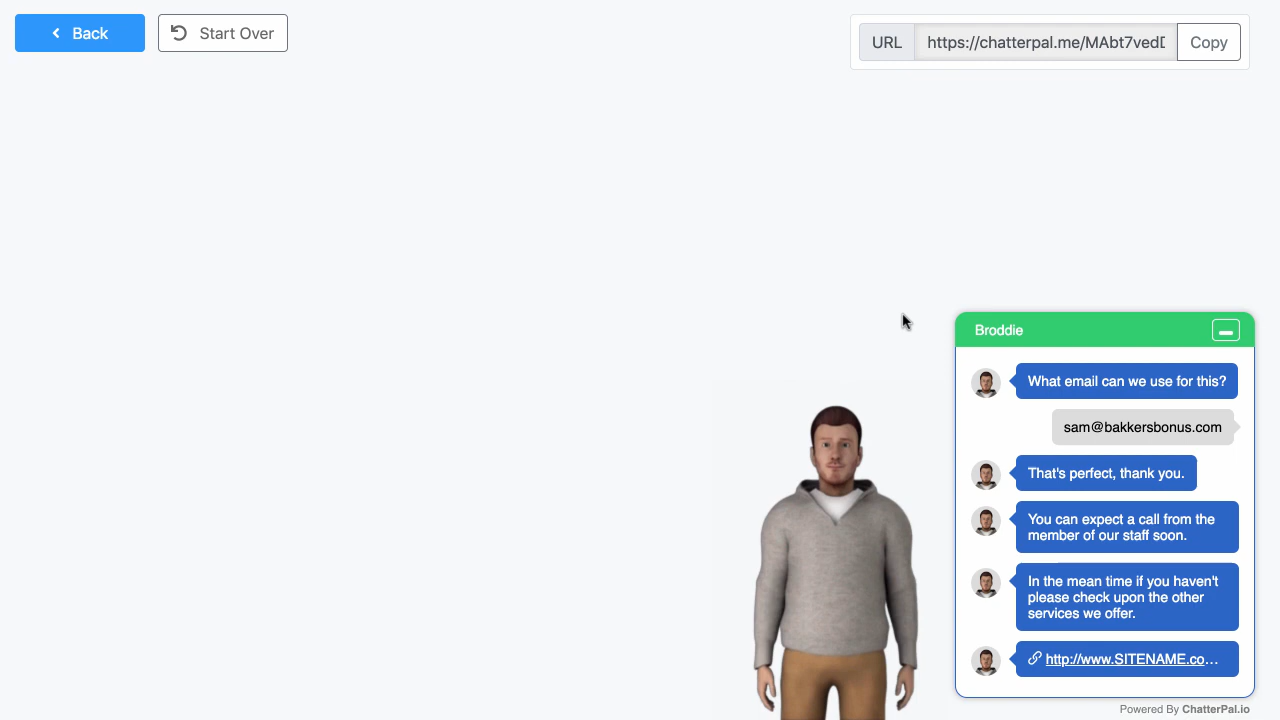 Back
Start Over
URL
https://chatterpal.me/MAbt7ved
Copy
Broddie
What email can we use for this?
sam@bakkersbonus.com
That's perfect, thank you.
You can expect a call from the
member of our staff soon.
In the mean time if you haven't
please check upon the other
services we offer.
http://www.SITENAME.co...
Powered By ChatterPal.io